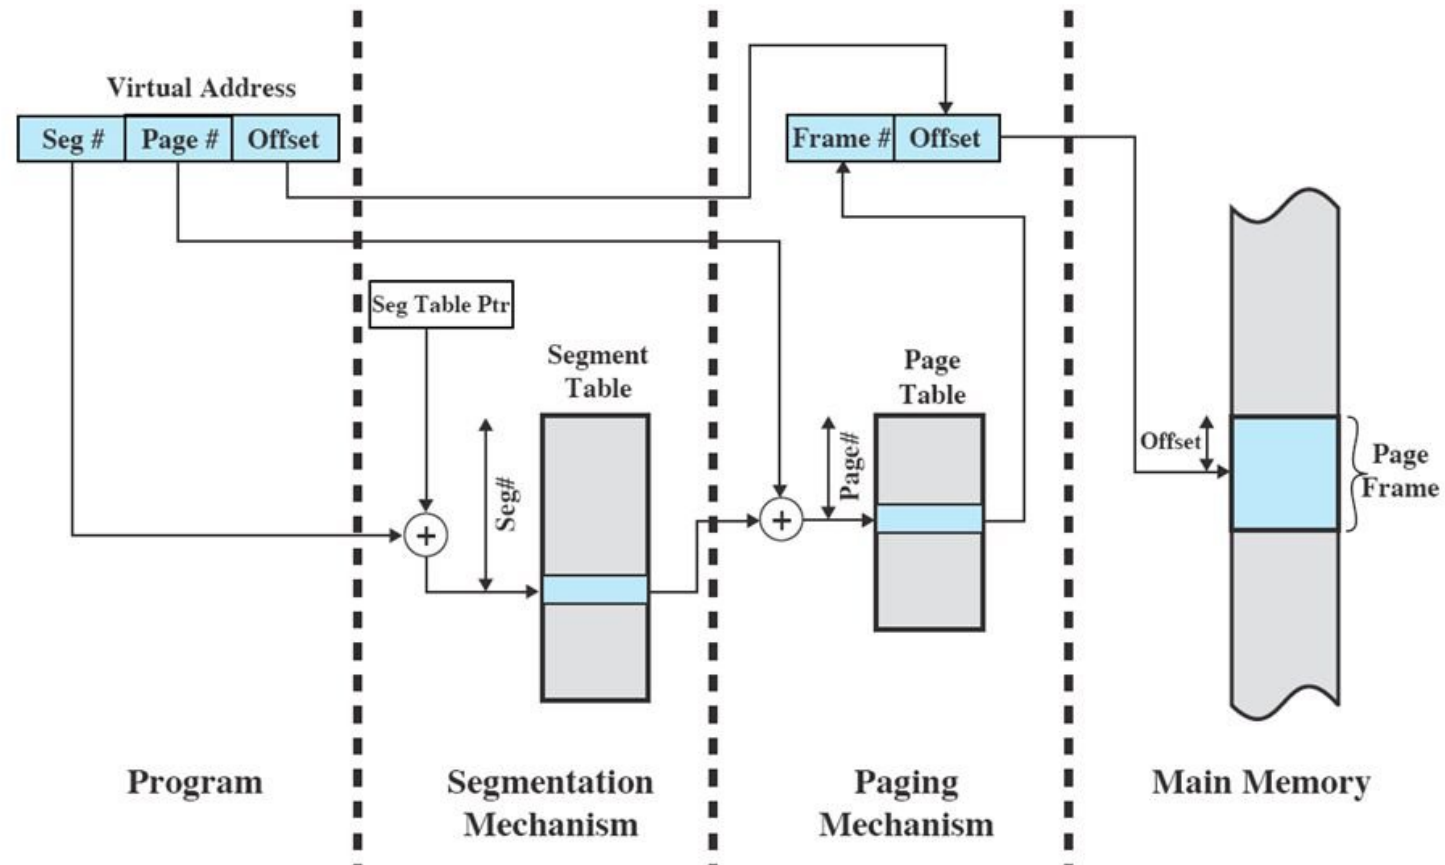 Virtual Address
Seg #
Page #
Offset
Frame #
Offset
Seg Table Ptr
Segment
Table
Seg#
Page
Table
Page#
Offset
Page
Frame
Program
Segmentation
Mechanism
Paging
Mechanism
Main Memory
+
+